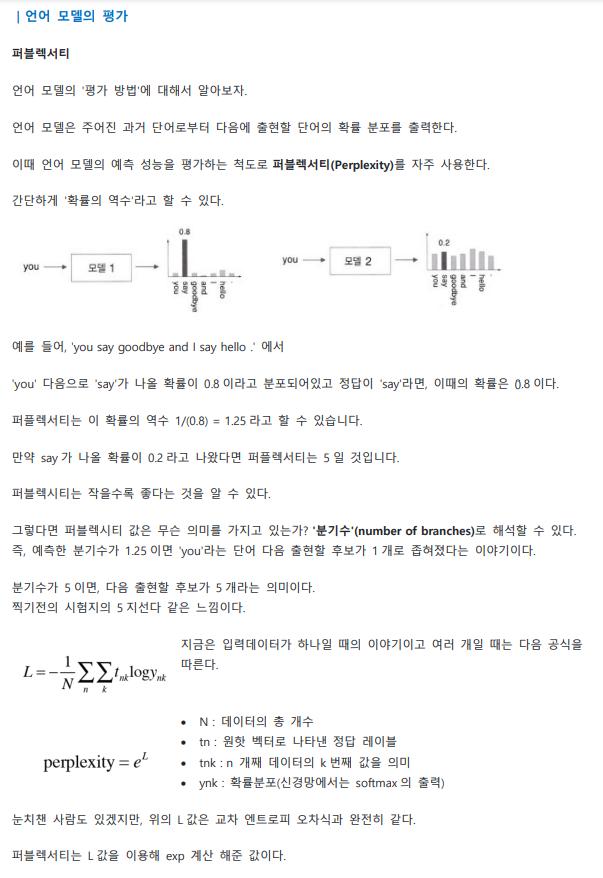 | 언어 모델의 평가
퍼블렉서티
언어 모델의 '평가 방법'에 대해서 알아보자.
언어 모델은 주어진 과거 단어로부터 다음에 출현할 단어의 확률 분포를 출력한다.
이때 언어 모델의 예측 성능을 평가하는 척도로 퍼블렉서티(Perplexity)를 자주 사용한다.
간단하게 '확률의 역수'라고 할 수 있다.
you 모델 1 0.8 you say goodbye and I hello .
you 모델 2 0.2 you say goodbye and I hello .
예를 들어, 'you say goodbye and I say hello .' 에서
'you' 다음으로 'say'가 나올 확률이 0.8 이라고 분포되어있고 정답이 'say'라면, 이때의 확률은 0.8 이다.
퍼플렉서티는 이 확률의 역수 1/(0.8) = 1.25 라고 할 수 있습니다.
만약 say 가 나올 확률이 0.2 라고 나왔다면 퍼플렉서티는 5 일 것입니다.
퍼블렉시티는 작을수록 좋다는 것을 알 수 있다.
그렇다면 퍼블렉시티 값은 무슨 의미를 가지고 있는가? '분기수'(number of branches)로 해석할 수 있다.
즉, 예측한 분기수가 1.25 이면 'you'라는 단어 다음 출현할 후보가 1 개로 좁혀졌다는 이야기이다.
분기수가 5 이면, 다음 출현할 후보가 5 개라는 의미이다.
찍기전의 시험지의 5 지선다 같은 느낌이다.
L = -1/N ∑n ∑k tnk log ynk
지금은 입력데이터가 하나일 때의 이야기이고 여러 개일 때는 다음 공식을
따른다.
perplexity = e^L
• N : 데이터의 총 개수
• tn : 원핫 벡터로 나타낸 정답 레이블
• tnk : n 개째 데이터의 k 번째 값을 의미
• ynk : 확률분포(신경망에서는 softmax 의 출력)
눈치챈 사람도 있겠지만, 위의 L 값은 교차 엔트로피 오차식과 완전히 같다.
퍼블렉서티는 L 값을 이용해 exp 계산 해준 값이다.